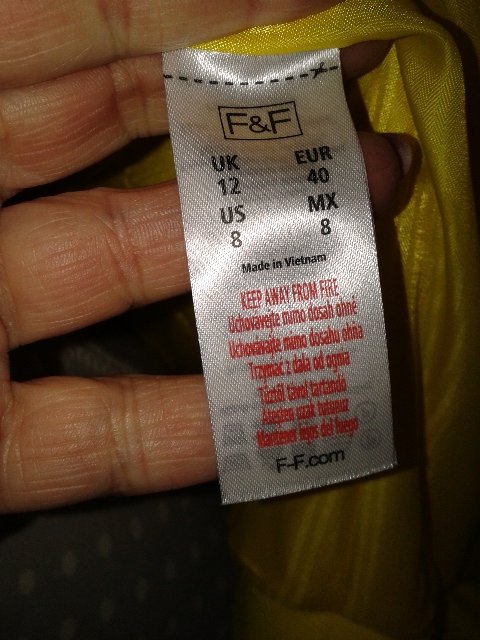 F&F
UK EUR
12 40
US MX
8 8
Made in Vietnam
KEEP AWAY FROM FIRE
Uchovávejte mimo dosah ohně
Uchovávajte mimo dosahu ohňa
Trzymać z dala od ognia
Tűztől távol tartandó
Ateşten uzak tutunuz
Mantener lejos del fuego
F-F.com